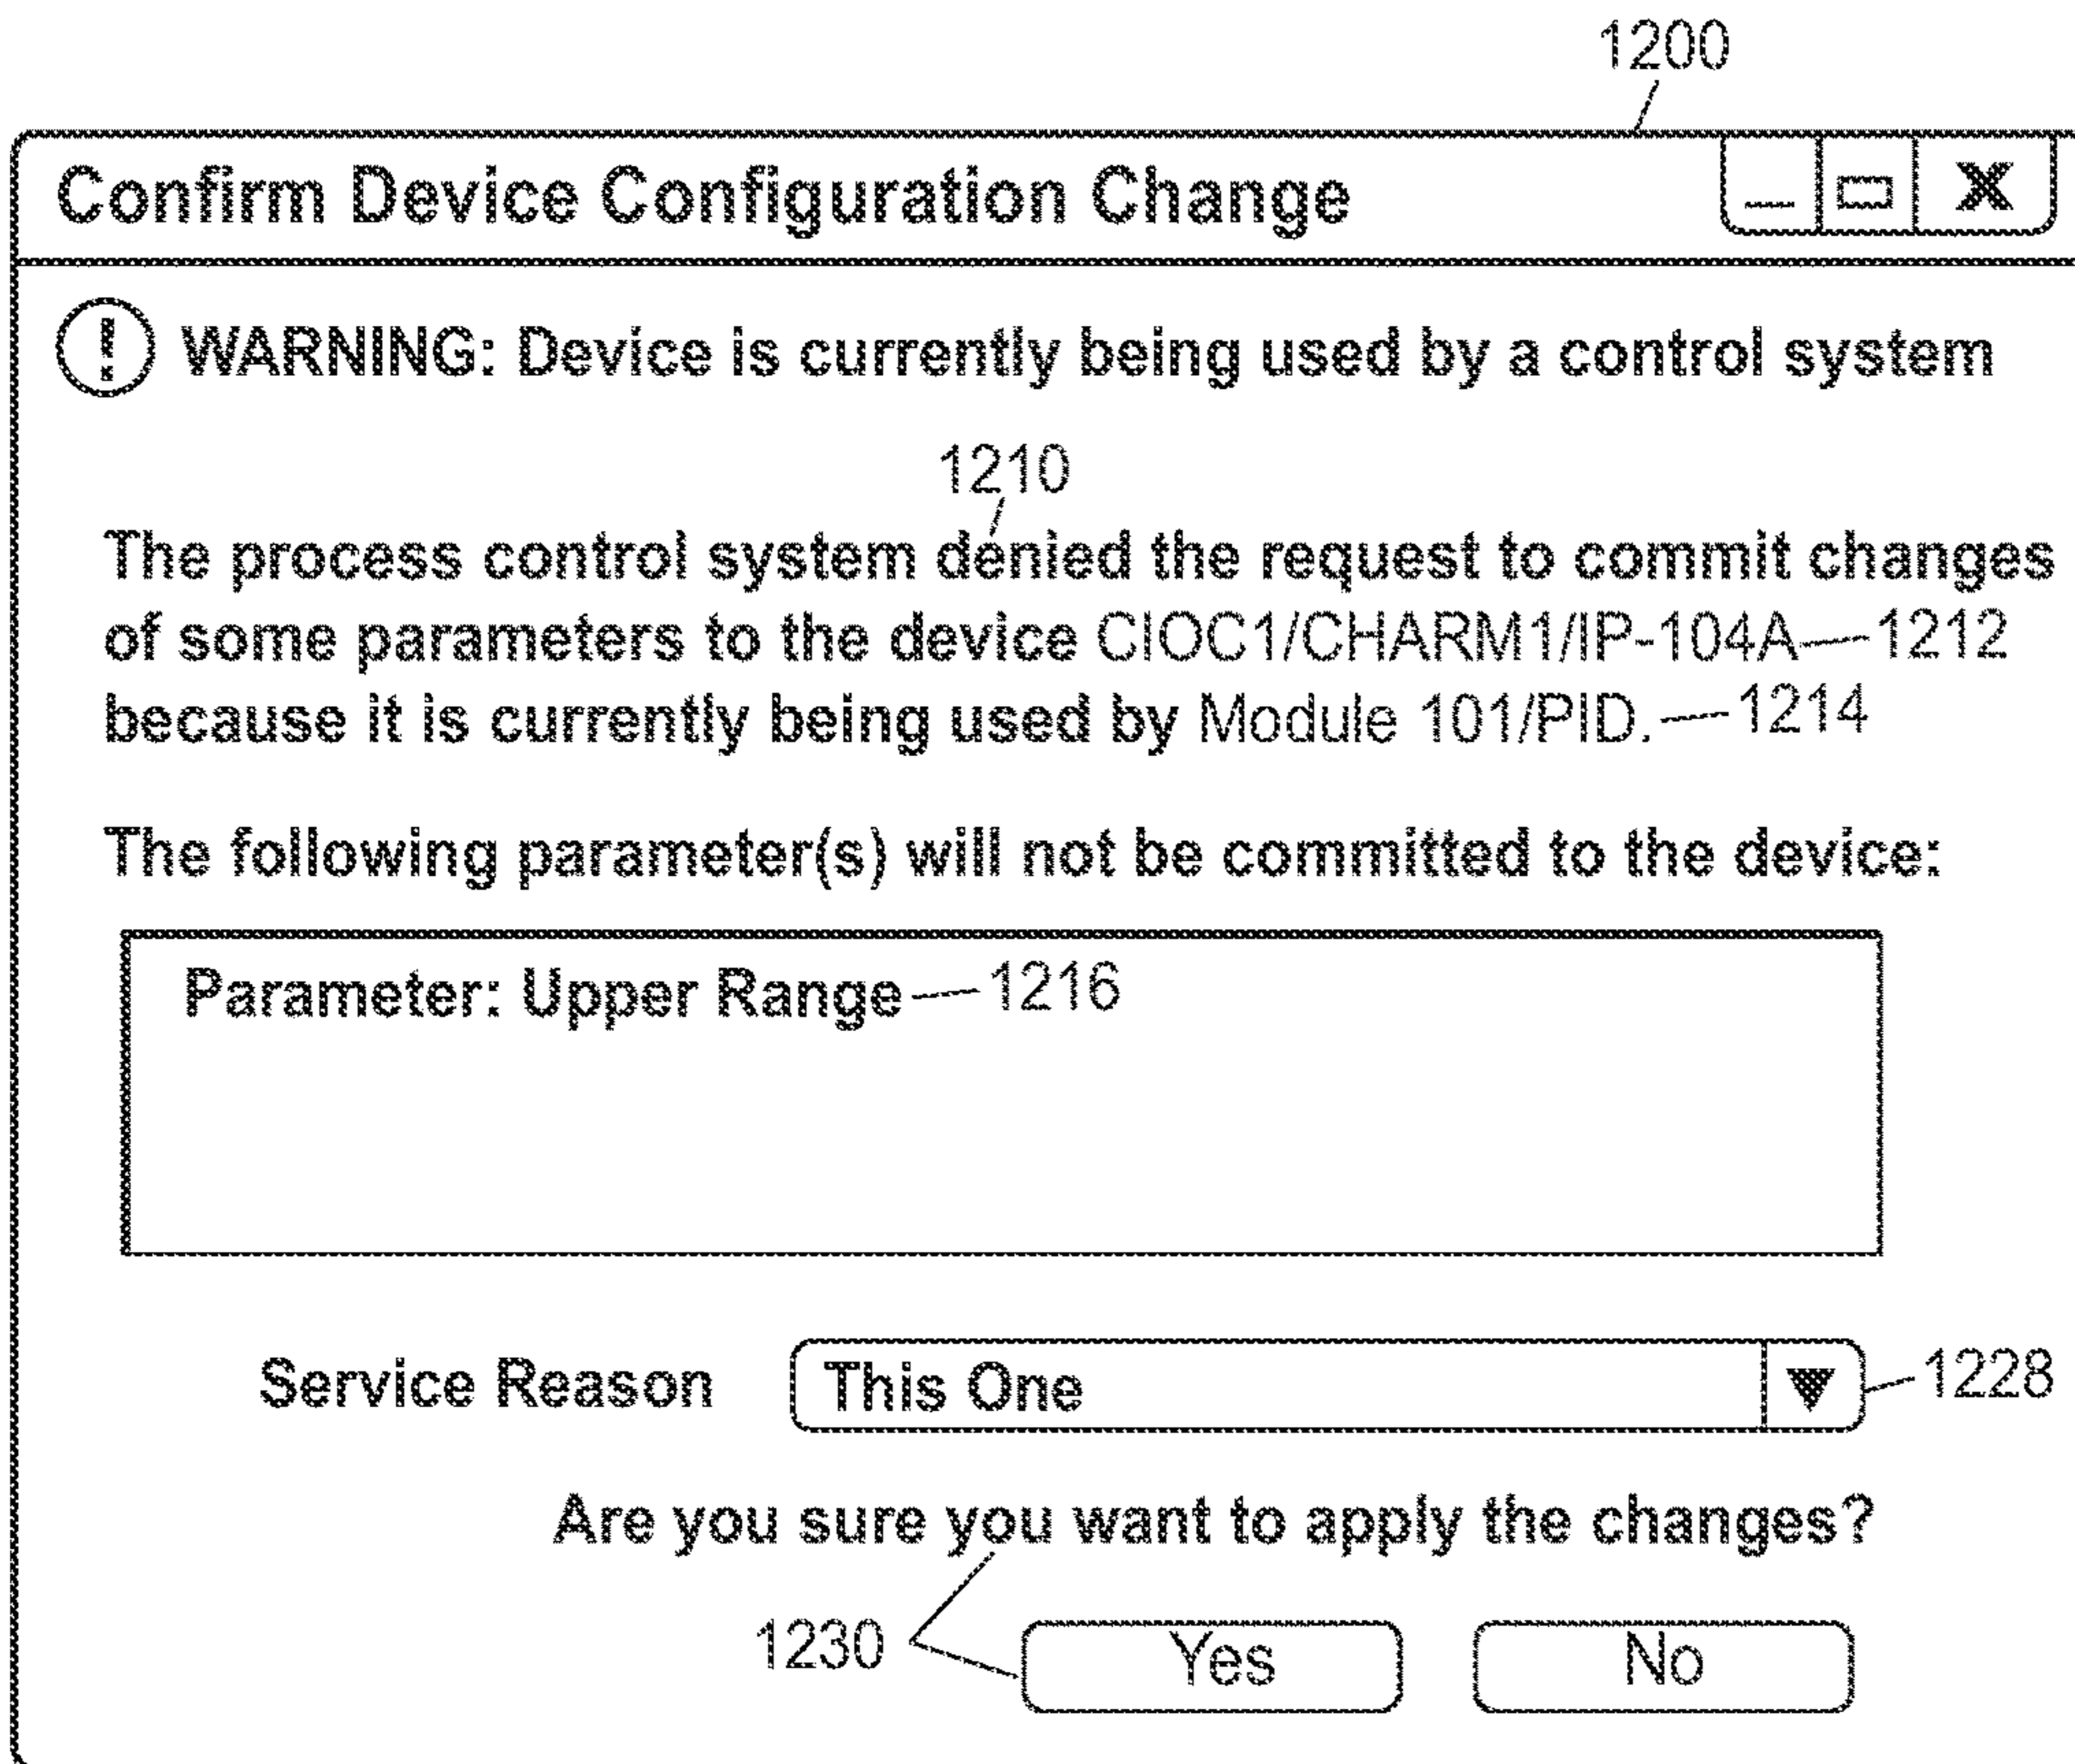 1200
Confirm Device Configuration Change
! WARNING: Device is currently being used by a control system
1210
The process control system denied the request to commit changes
of some parameters to the device CIOC1/CHARM1/IP-104A 1212
because it is currently being used by Module 101/PID. 1214
The following parameter(s) will not be committed to the device:
Parameter: Upper Range 1216
Service Reason This One 1228
Are you sure you want to apply the changes?
1230 Yes No